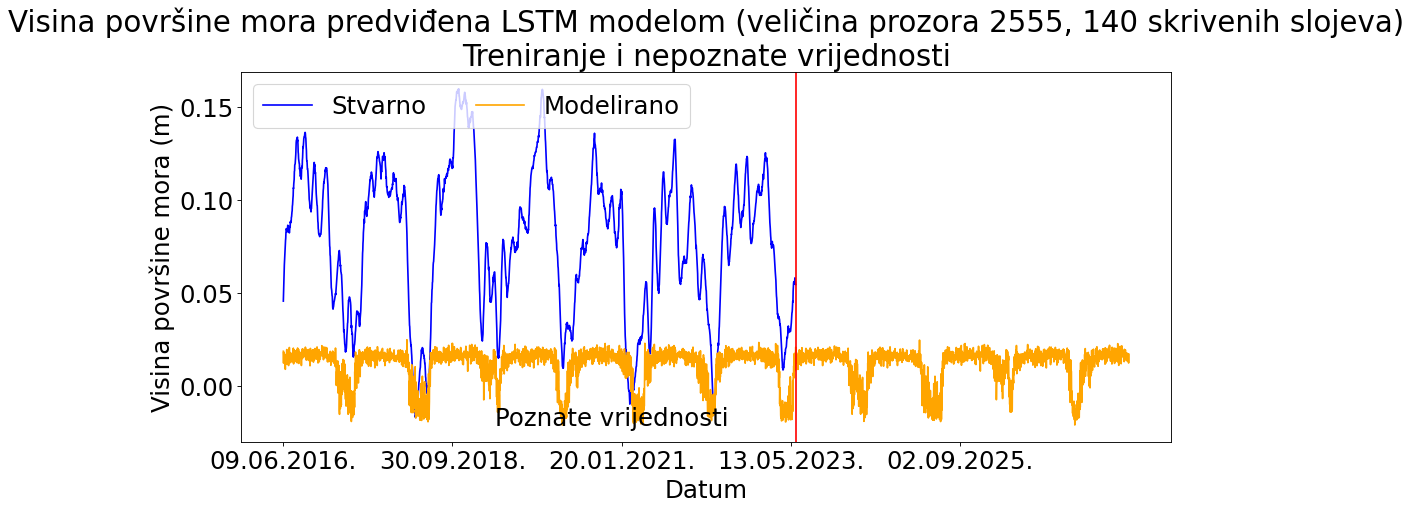 Visina površine mora predviđena LSTM modelom (veličina prozora 2555, 140 skrivenih slojeva)
Treniranje i nepoznate vrijednosti
Stvarno Modelirano
Visina površine mora (m)
0.15
0.10
0.05
0.00
Poznate vrijednosti
09.06.2016. 30.09.2018. 20.01.2021. 13.05.2023. 02.09.2025.
Datum